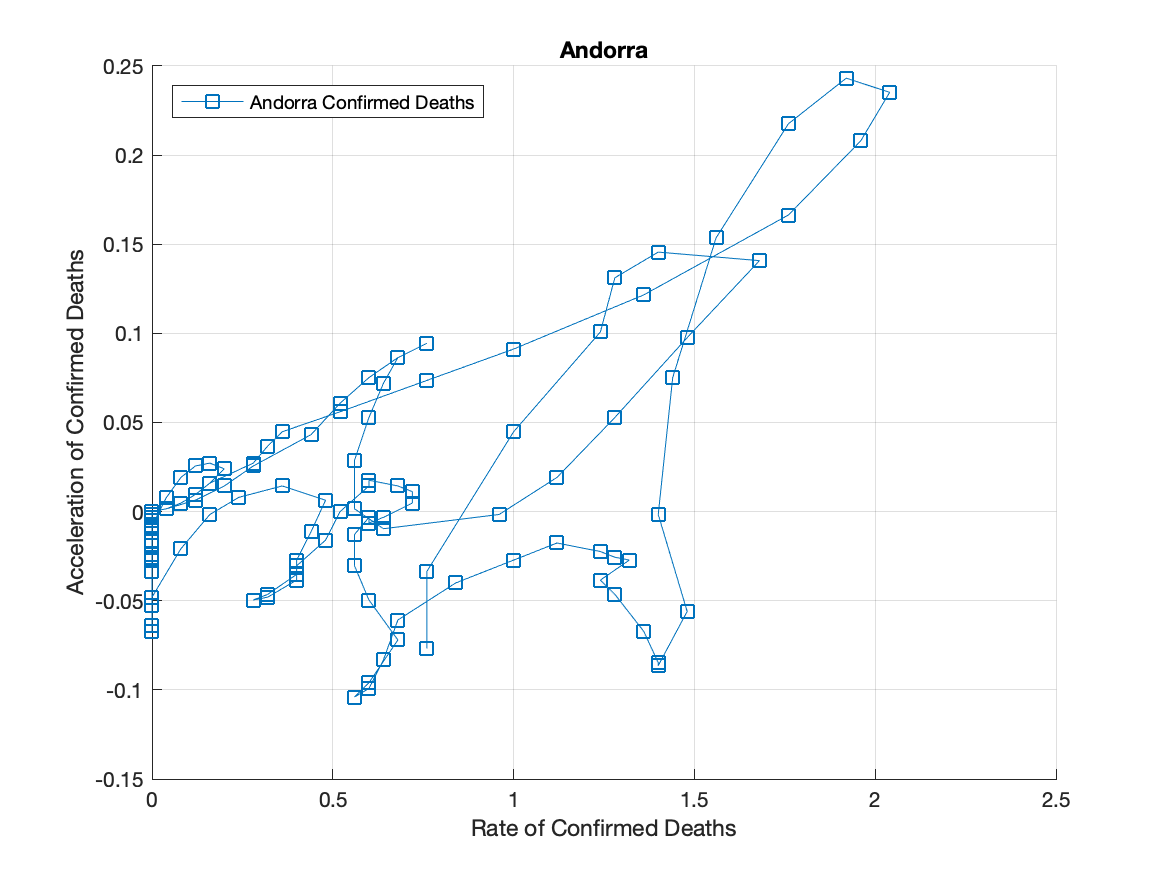 Andorra
Andorra Confirmed Deaths
0.25
0.2
0.15
0.1
0.05
0
-0.05
-0.1
-0.15
Acceleration of Confirmed Deaths
0 0.5 1 1.5 2 2.5
Rate of Confirmed Deaths